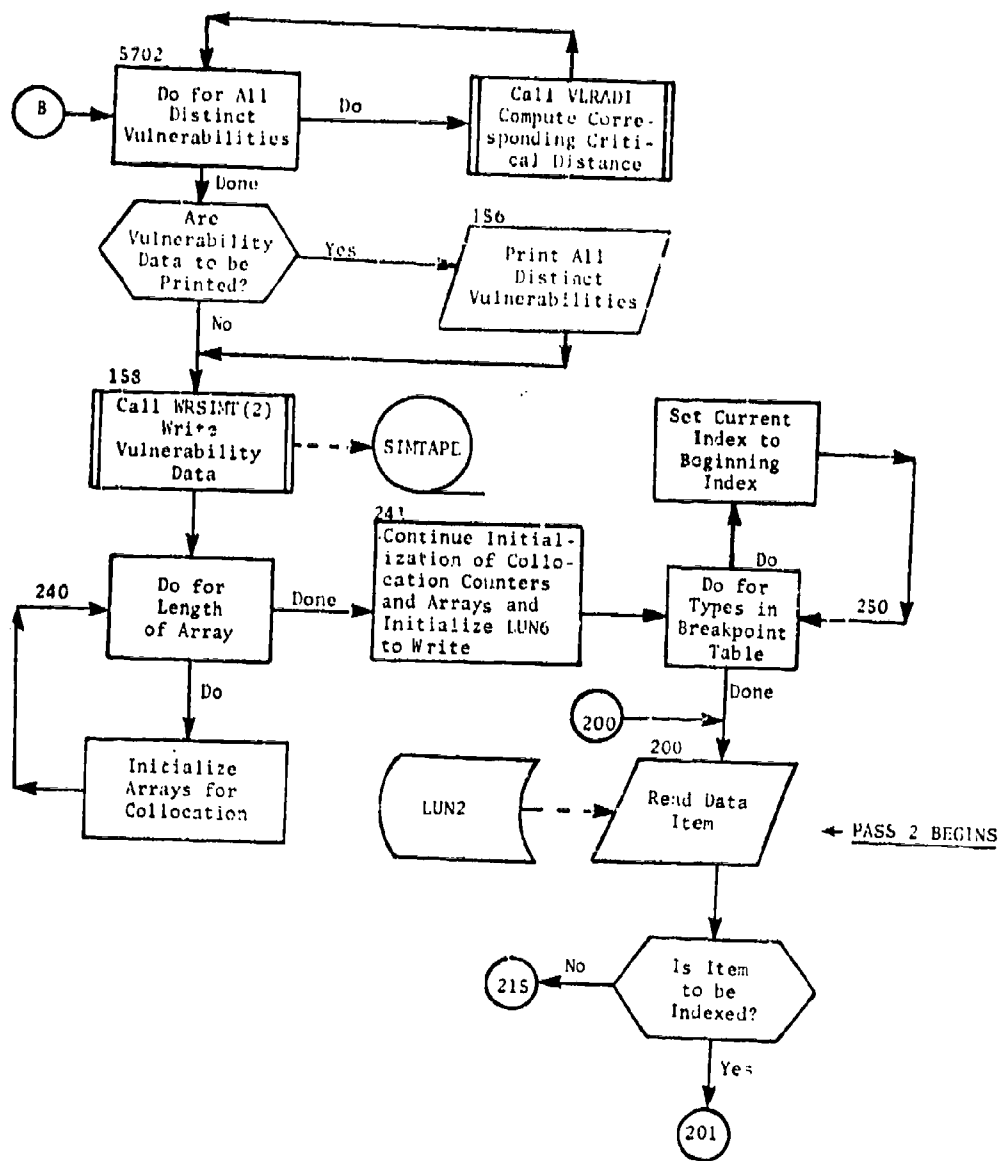 5702
B
Do for All
Distinct
Vulnerabilities
Do
Call VLRADI
Compute Corre-
sponding Criti-
cal Distance
Done
Are
Vulnerability
Data to be
Printed?
Yes
156
Print All
Distinct
Vulnerabilities
No
158
Call WRSIMT(2)
Write
Vulnerability
Data
SIMTAPE
Set Current
Index to
Beginning
Index
240
Do for
Length
of Array
Done
241
Continue Initial-
ization of Collo-
cation Counters
and Arrays and
Initialize LUN6
to Write
Do
Do for
Types in
Breakpoint
Table
250
Do
Done
200
Initialize
Arrays for
Collocation
LUN2
200
Read Data
Item
← PASS 2 BEGINS
Is Item
to be
Indexed?
No
215
Yes
201